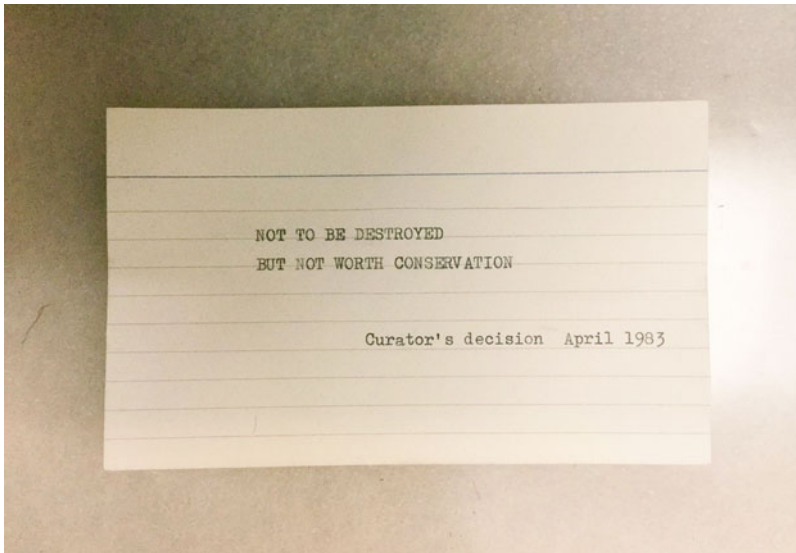 NOT TO BE DESTROYED
BUT NOT WORTH CONSERVATION
Curator's decision April 1983